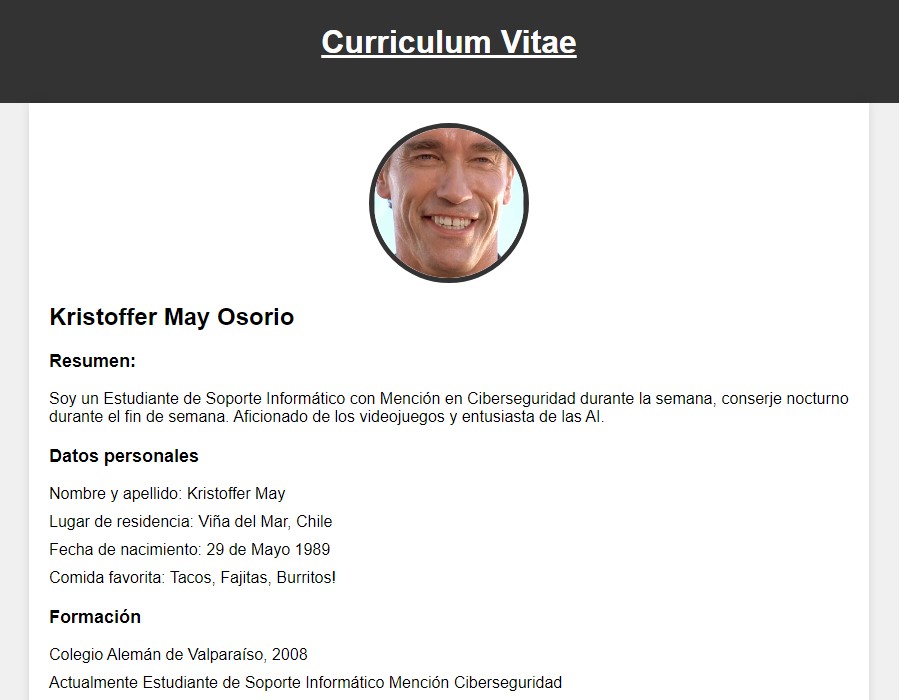 Curriculum Vitae
Kristoffer May Osorio
Resumen:
Soy un Estudiante de Soporte Informático con Mención en Ciberseguridad durante la semana, conserje nocturno
durante el fin de semana. Aficionado de los videojuegos y entusiasta de las AI.
Datos personales
Nombre y apellido: Kristoffer May
Lugar de residencia: Viña del Mar, Chile
Fecha de nacimiento: 29 de Mayo 1989
Comida favorita: Tacos, Fajitas, Burritos!
Formación
Colegio Alemán de Valparaíso, 2008
Actualmente Estudiante de Soporte Informático Mención Ciberseguridad